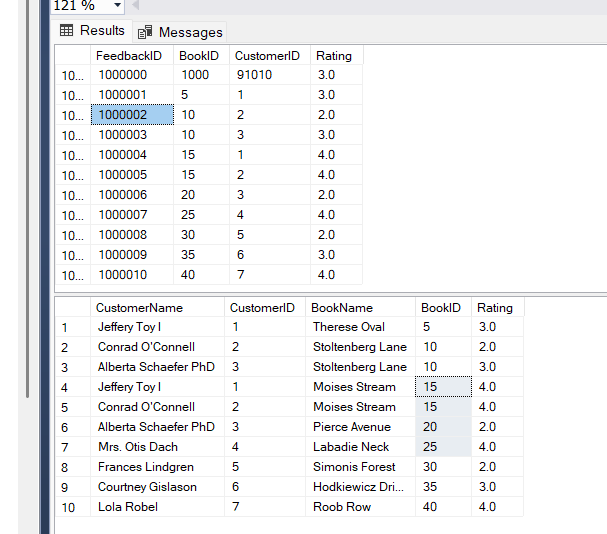 121 %
Results Messages
FeedbackID BookID CustomerID Rating
10... 1000000 1000 91010 3.0
10... 1000001 5 1 3.0
10... 1000002 10 2 2.0
10... 1000003 10 3 3.0
10... 1000004 15 1 4.0
10... 1000005 15 2 4.0
10... 1000006 20 3 2.0
10... 1000007 25 4 4.0
10... 1000008 30 5 2.0
10... 1000009 35 6 3.0
10... 1000010 40 7 4.0
CustomerName CustomerID BookName BookID Rating
1 Jeffery Toy I 1 Therese Oval 5 3.0
2 Conrad O'Connell 2 Stoltenberg Lane 10 2.0
3 Alberta Schaefer PhD 3 Stoltenberg Lane 10 3.0
4 Jeffery Toy I 1 Moises Stream 15 4.0
5 Conrad O'Connell 2 Moises Stream 15 4.0
6 Alberta Schaefer PhD 3 Pierce Avenue 20 2.0
7 Mrs. Otis Dach 4 Labadie Neck 25 4.0
8 Frances Lindgren 5 Simonis Forest 30 2.0
9 Courtney Gislason 6 Hodkiewicz Dri... 35 3.0
10 Lola Robel 7 Roob Row 40 4.0